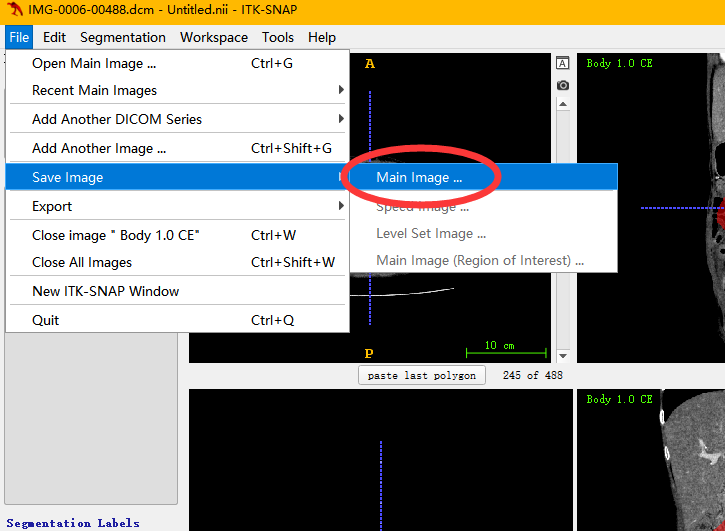 IMG-0006-00488.dcm - Untitled.nii - ITK-SNAP
File Edit Segmentation Workspace Tools Help
Open Main Image ... Ctrl+G
Recent Main Images
Add Another DICOM Series
Add Another Image ... Ctrl+Shift+G
Save Image
Export
Close image " Body 1.0 CE" Ctrl+W
Close All Images Ctrl+Shift+W
New ITK-SNAP Window
Quit Ctrl+Q
Main Image ...
Speed Image ...
Level Set Image ...
Main Image (Region of Interest) ...
A
A
Body 1.0 CE
10 cm
P
paste last polygon 245 of 488
Body 1.0 CE
Segmentation Labels